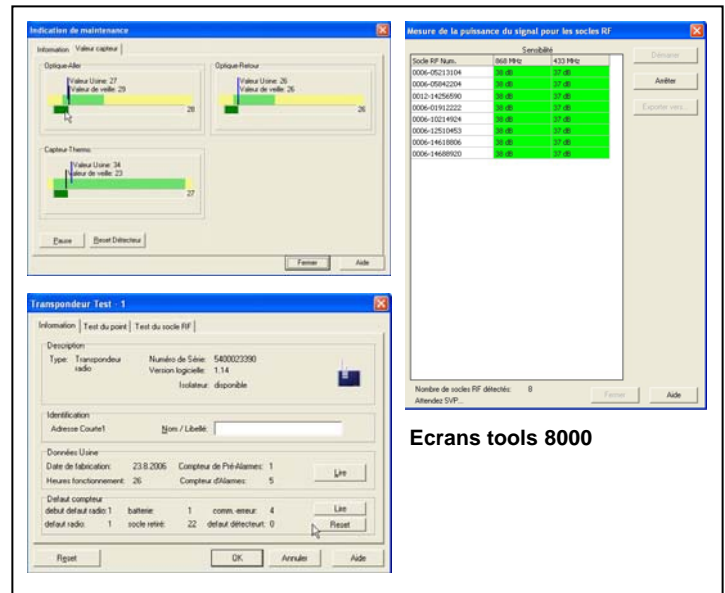 Indication de maintenance
Information Valeur capteur
Optique-Aller
Valeur Usine: 27
Valeur de veille: 29
28
Optique-Retour
Valeur Usine: 26
Valeur de veille: 26
26
Capteur-Thermo
Valeur Usine: 34
Valeur de veille: 23
27
Pause Reset Détecteur
Fermer Aide
Mesure de la puissance du signal pour les socles RF
Sensibilité
Socle RF Num. 868 MHz 433 MHz
0006-05213104 38 dB 37 dB
0006-05842204 38 dB 37 dB
0012-14256590 38 dB 37 dB
0006-01912222 38 dB 37 dB
0006-10214924 38 dB 37 dB
0006-12510453 38 dB 37 dB
0006-14618806 38 dB 37 dB
0006-14688920 38 dB 37 dB
Démarrer
Arrêter
Exporter vers...
Nombre de socles RF détectés: 8
Attendez SVP...
Fermer Aide
Transpondeur Test - 1
Information Test du point Test du socle RF
Description
Type: Transpondeur radio
Numéro de Série: 5400023390
Version logicielle: 1.14
Isolateur: disponible
Identification
Adresse Courte1 Nom / Libellé:
Données Usine
Date de fabrication: 23.8.2006 Compteur de Pré-Alarmes: 1
Heures fonctionnement: 26 Compteur d'Alarmes: 5
Lire
Defaut compteur
debut defaut radio: 1 batterie: 1 comm. erreur: 4 Lire
defaut radio: 1 socle retiré: 22 defaut détecteurt: 0 Reset
Reset OK Annuler Aide
Ecrans tools 8000